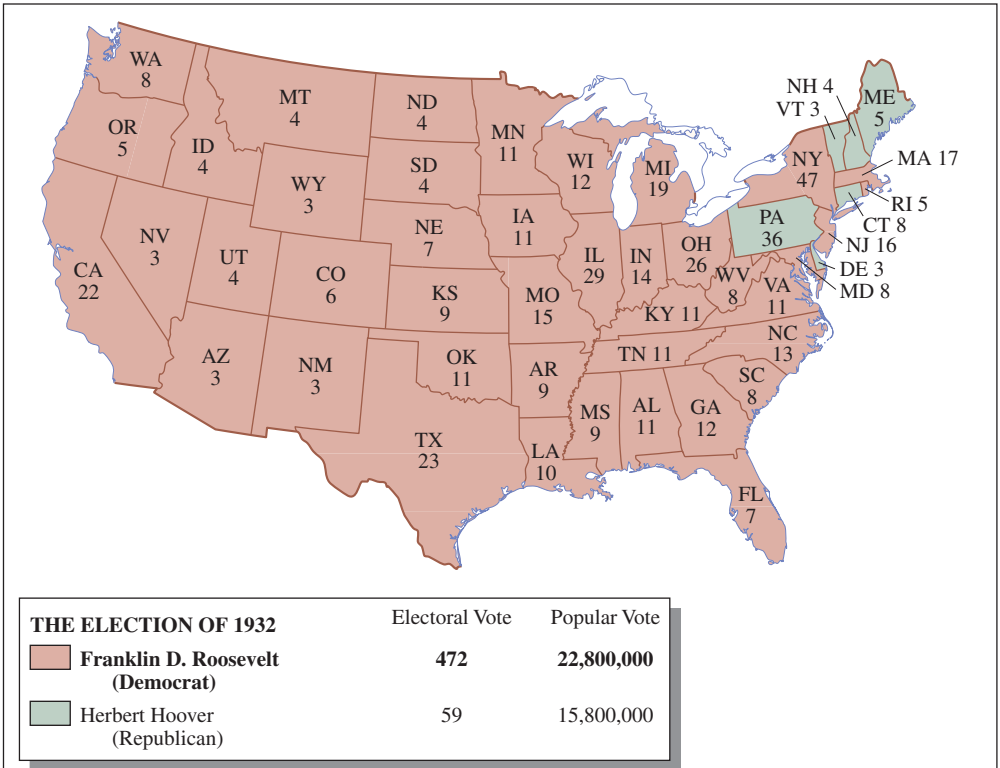 WA
8
OR
5
CA
22
ID
4
NV
3
MT
4
WY
3
UT
4
AZ
3
CO
6
NM
3
ND
4
SD
4
NE
7
KS
9
OK
11
TX
23
MN
11
IA
11
MO
15
AR
9
LA
10
WI
12
IL
29
MI
19
IN
14
OH
26
KY 11
TN 11
MS
9
AL
11
GA
12
FL
7
SC
8
NC
13
VA
11
WV
8
PA
36
NY
47
VT 3
NH 4
ME
5
MA 17
RI 5
CT 8
NJ 16
DE 3
MD 8
THE ELECTION OF 1932 Electoral Vote Popular Vote
Franklin D. Roosevelt 472 22,800,000
(Democrat)
Herbert Hoover 59 15,800,000
(Republican)